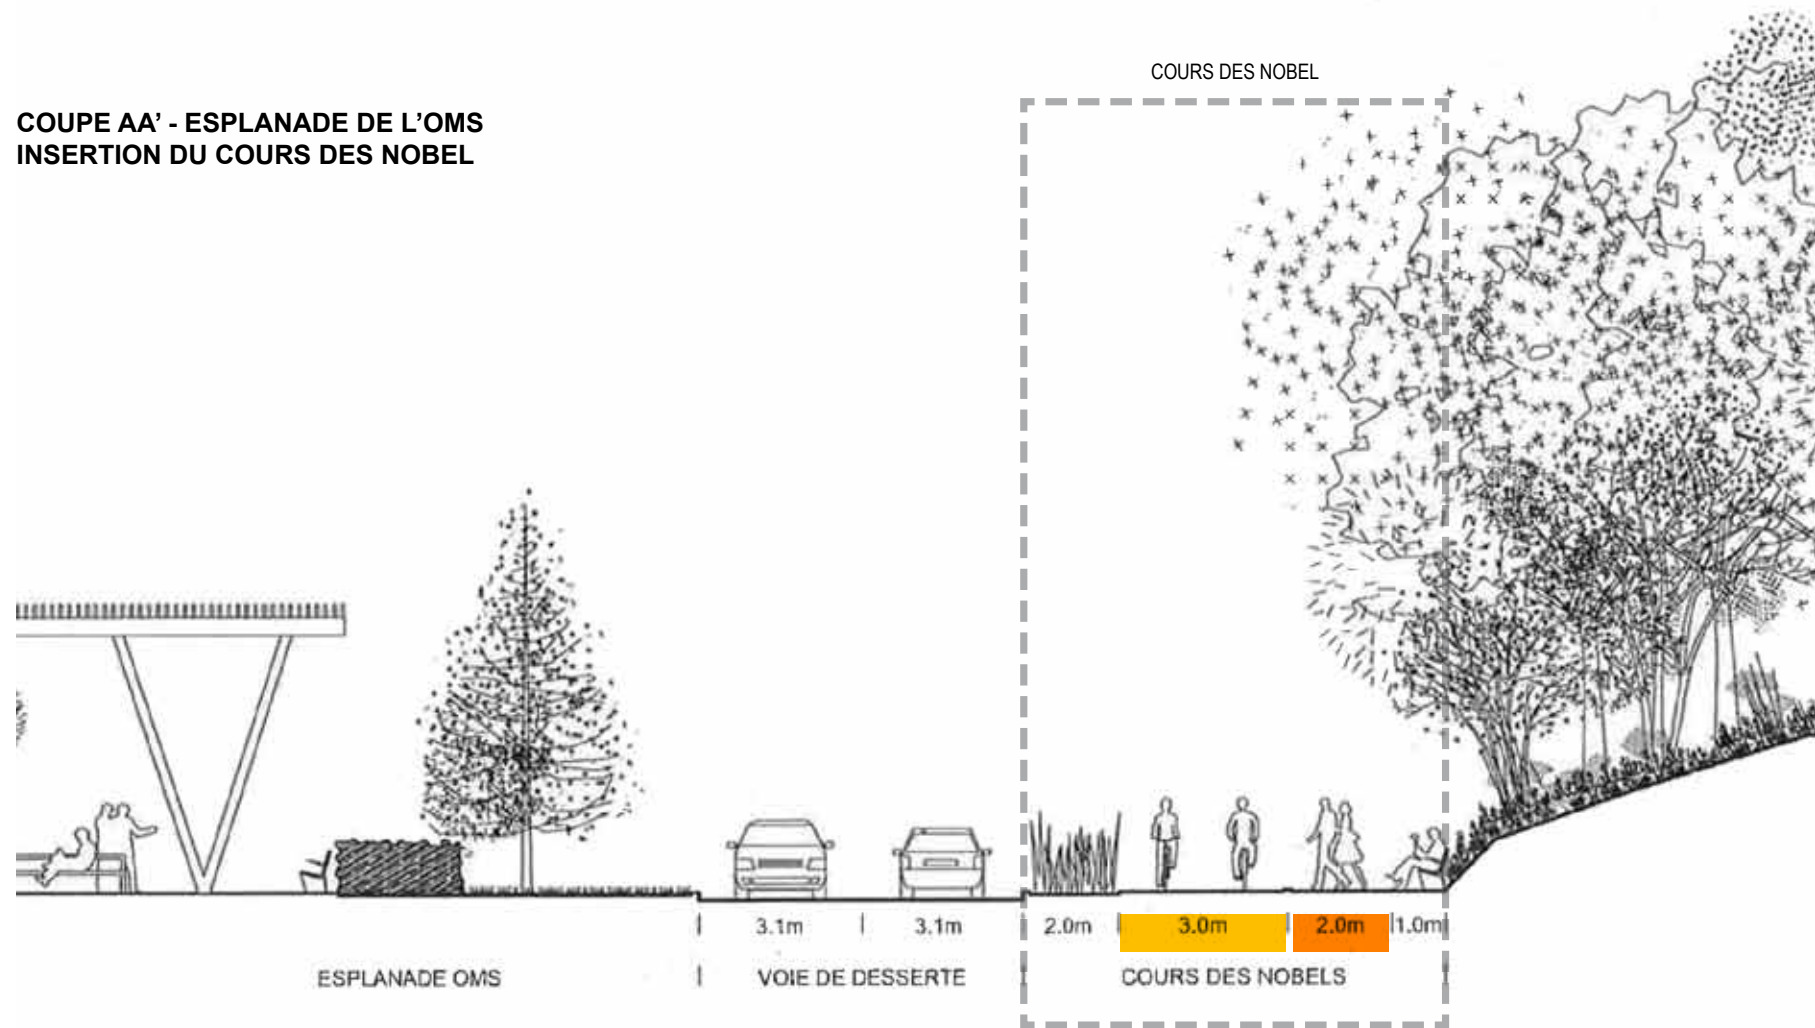 COURS DES NOBEL
COUPE AA’ - ESPLANADE DE L’OMS
INSERTION DU COURS DES NOBEL
3.1m 3.1m 2.0m 3.0m 2.0m 1.0m
ESPLANADE OMS VOIE DE DESSERTE COURS DES NOBELS